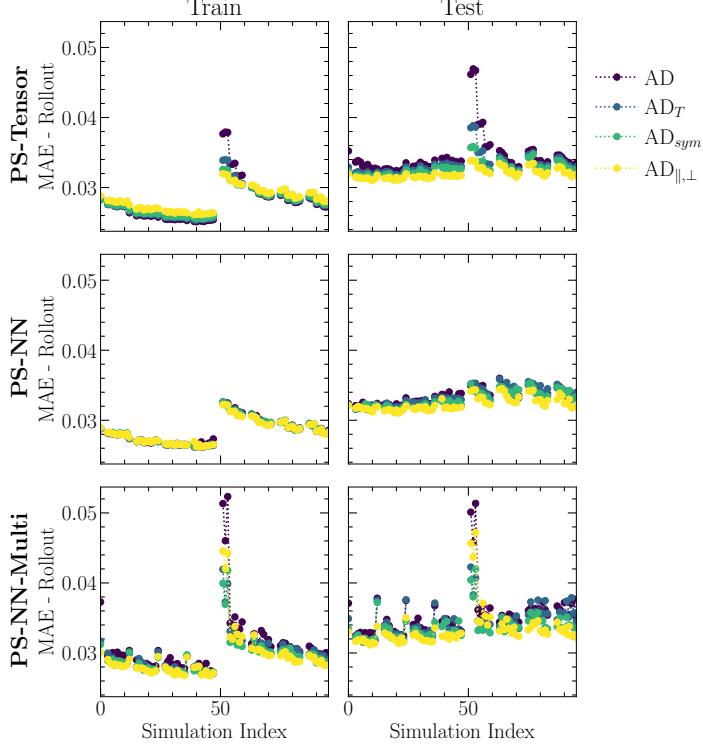 Train Test
PS-Tensor
MAE - Rollout
0.05
0.04
0.03
AD
AD_T
AD_sym
AD_∥,⊥
PS-NN
MAE - Rollout
0.05
0.04
0.03
PS-NN-Multi
MAE - Rollout
0.05
0.04
0.03
0 50 0 50
Simulation Index Simulation Index